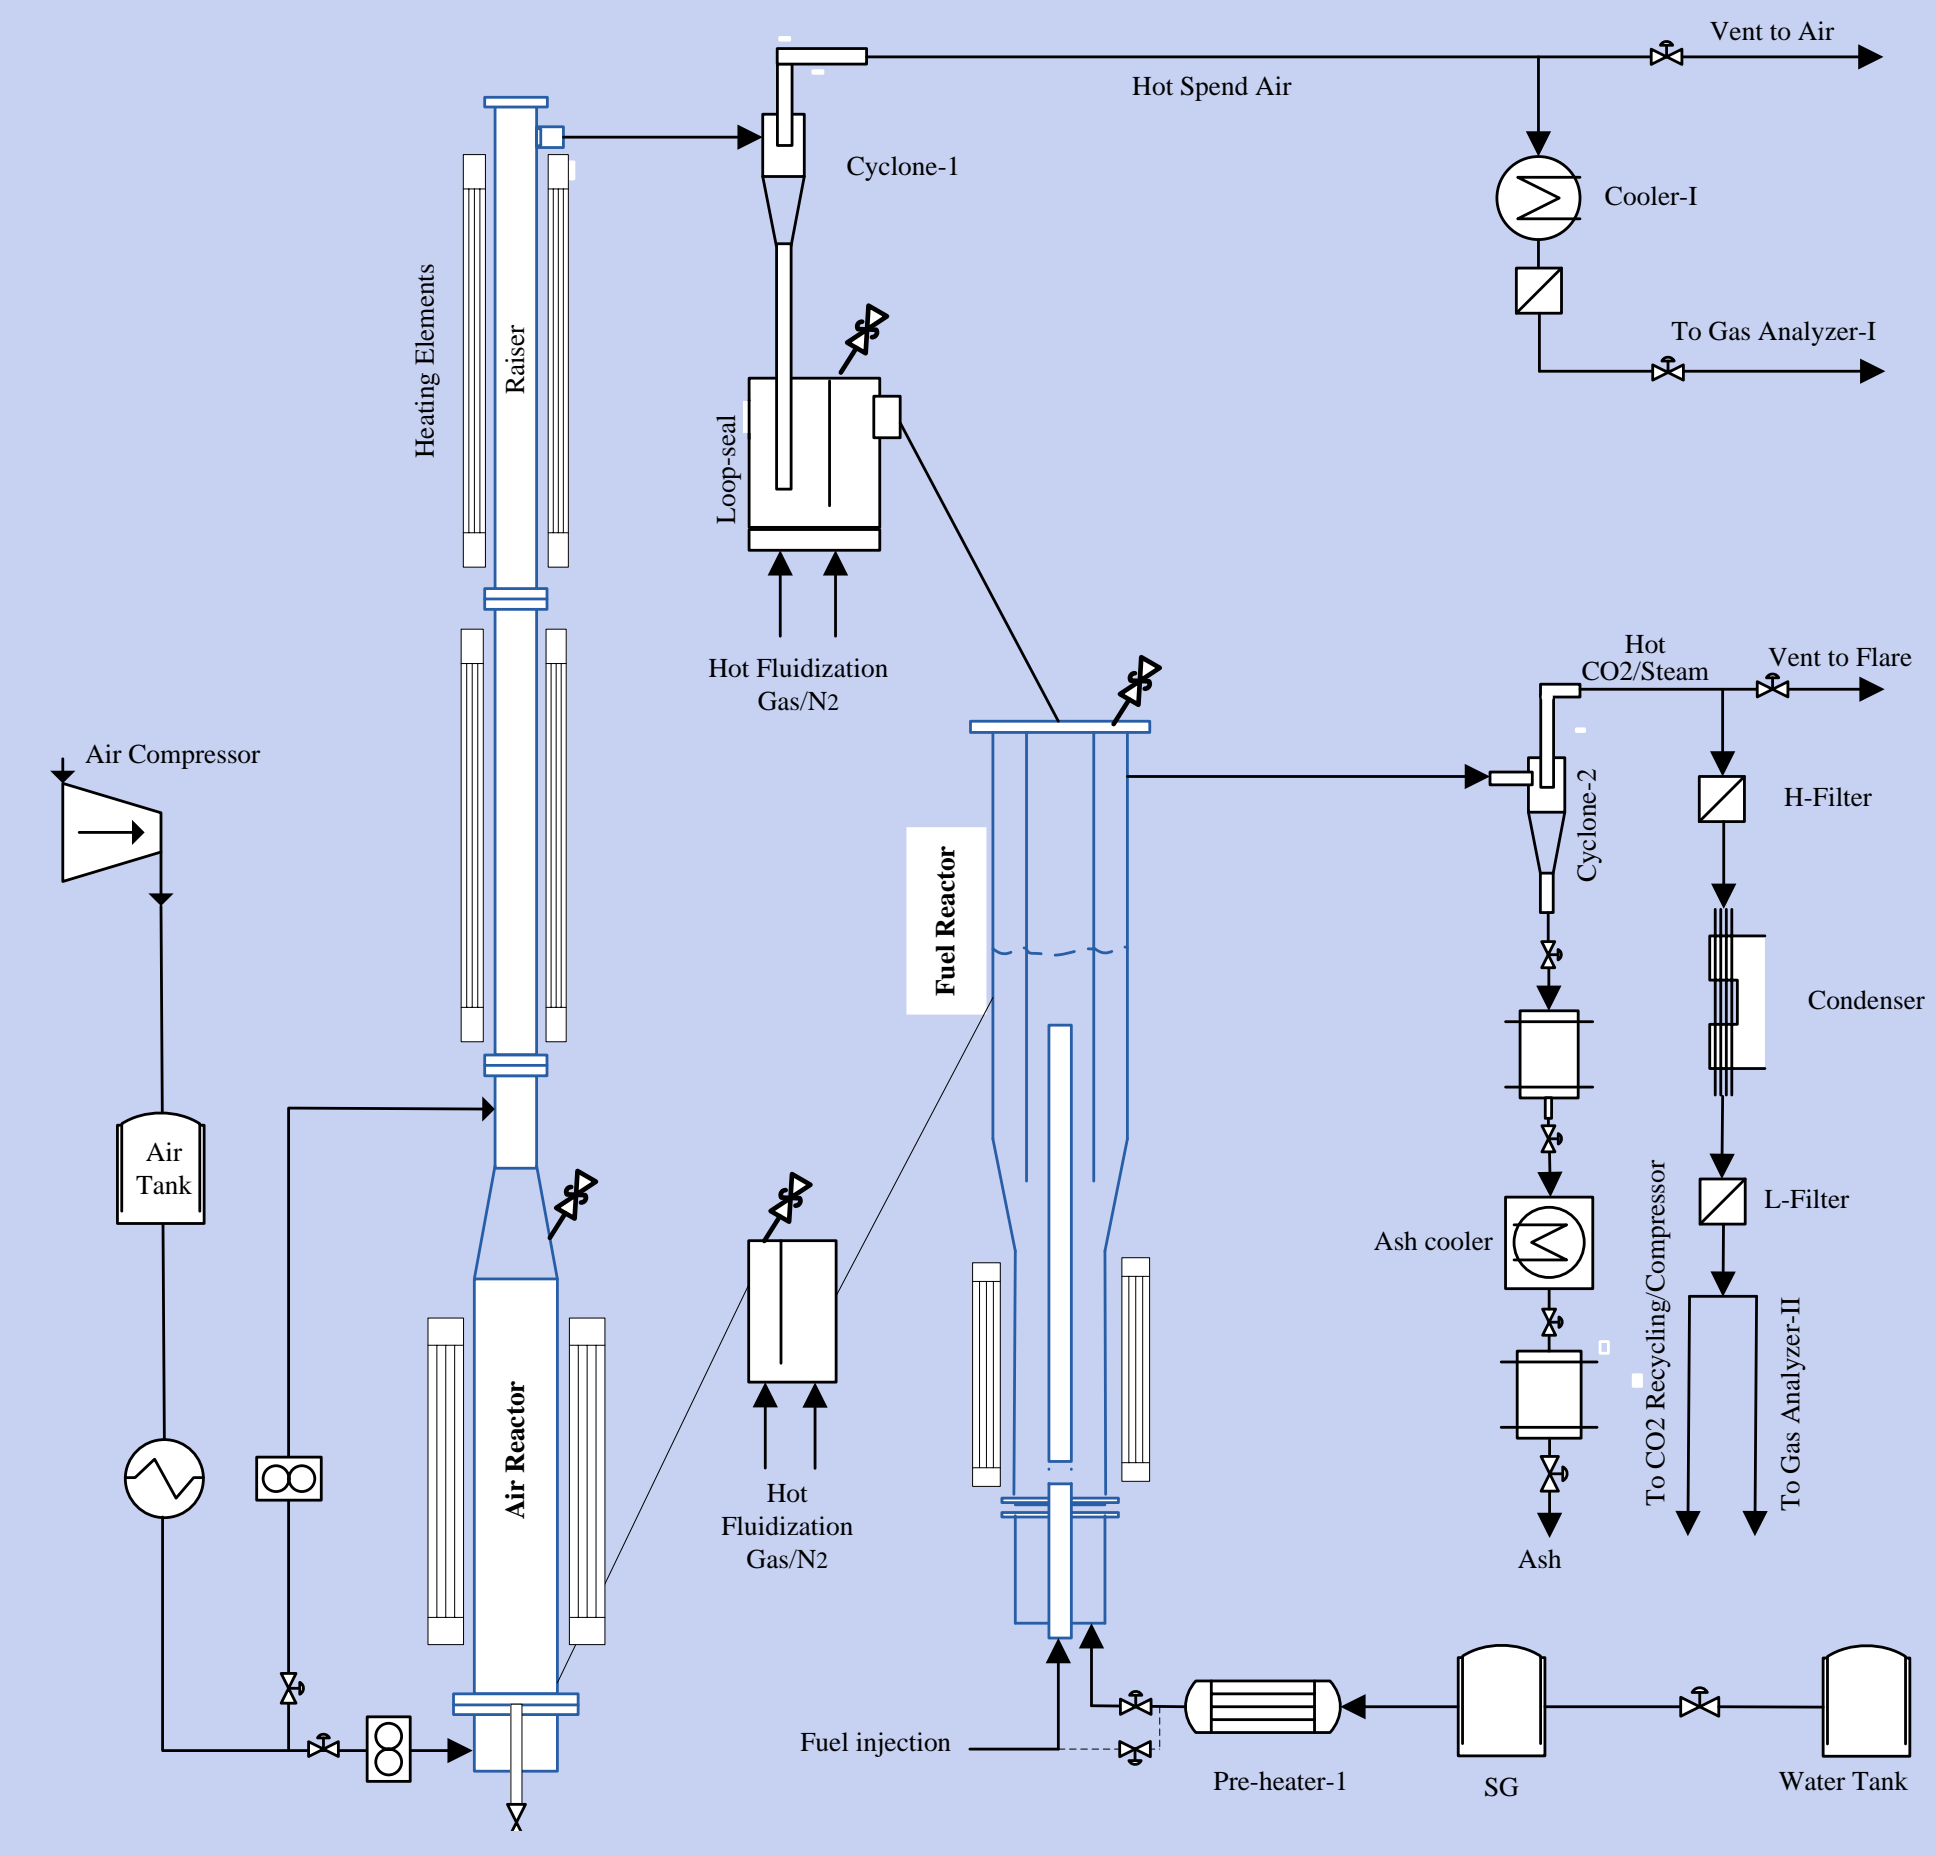 Vent to Air
Hot Spend Air
Cyclone-1
Cooler-I
Heating Elements
Raiser
To Gas Analyzer-I
Loop-seal
Hot Fluidization
Gas/N2
Hot
CO2/Steam
Vent to Flare
Air Compressor
Cyclone-2
H-Filter
Fuel Reactor
Condenser
Air
Tank
L-Filter
Ash cooler
To CO2 Recycling/Compressor
To Gas Analyzer-II
Air Reactor
Hot
Fluidization
Gas/N2
Ash
Fuel injection
Pre-heater-1
SG
Water Tank